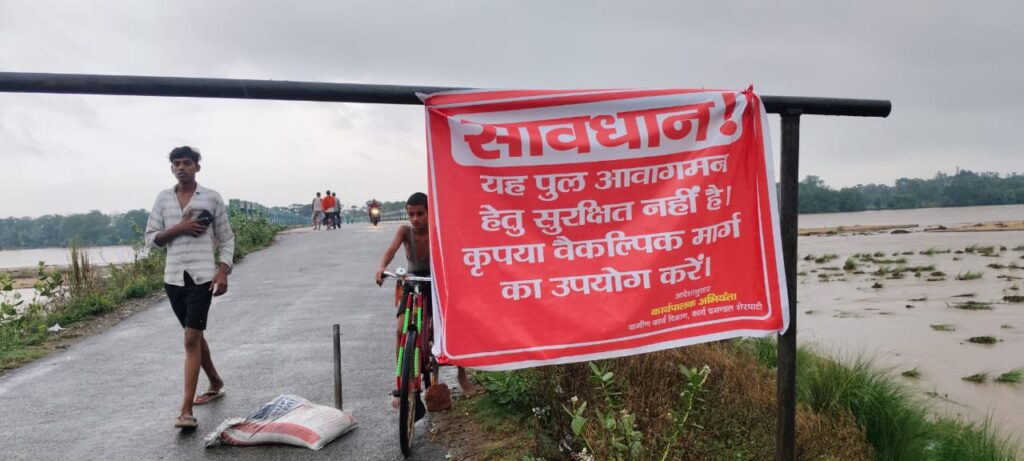 सावधान!
यह पुल आवागमन
हेतु सुरक्षित नहीं है।
कृपया वैकल्पिक मार्ग
का उपयोग करें।
आदेशानुसार
कार्यपालक अभियंता
ग्रामीण कार्य विभाग, कार्य प्रमण्डल शेरघाटी